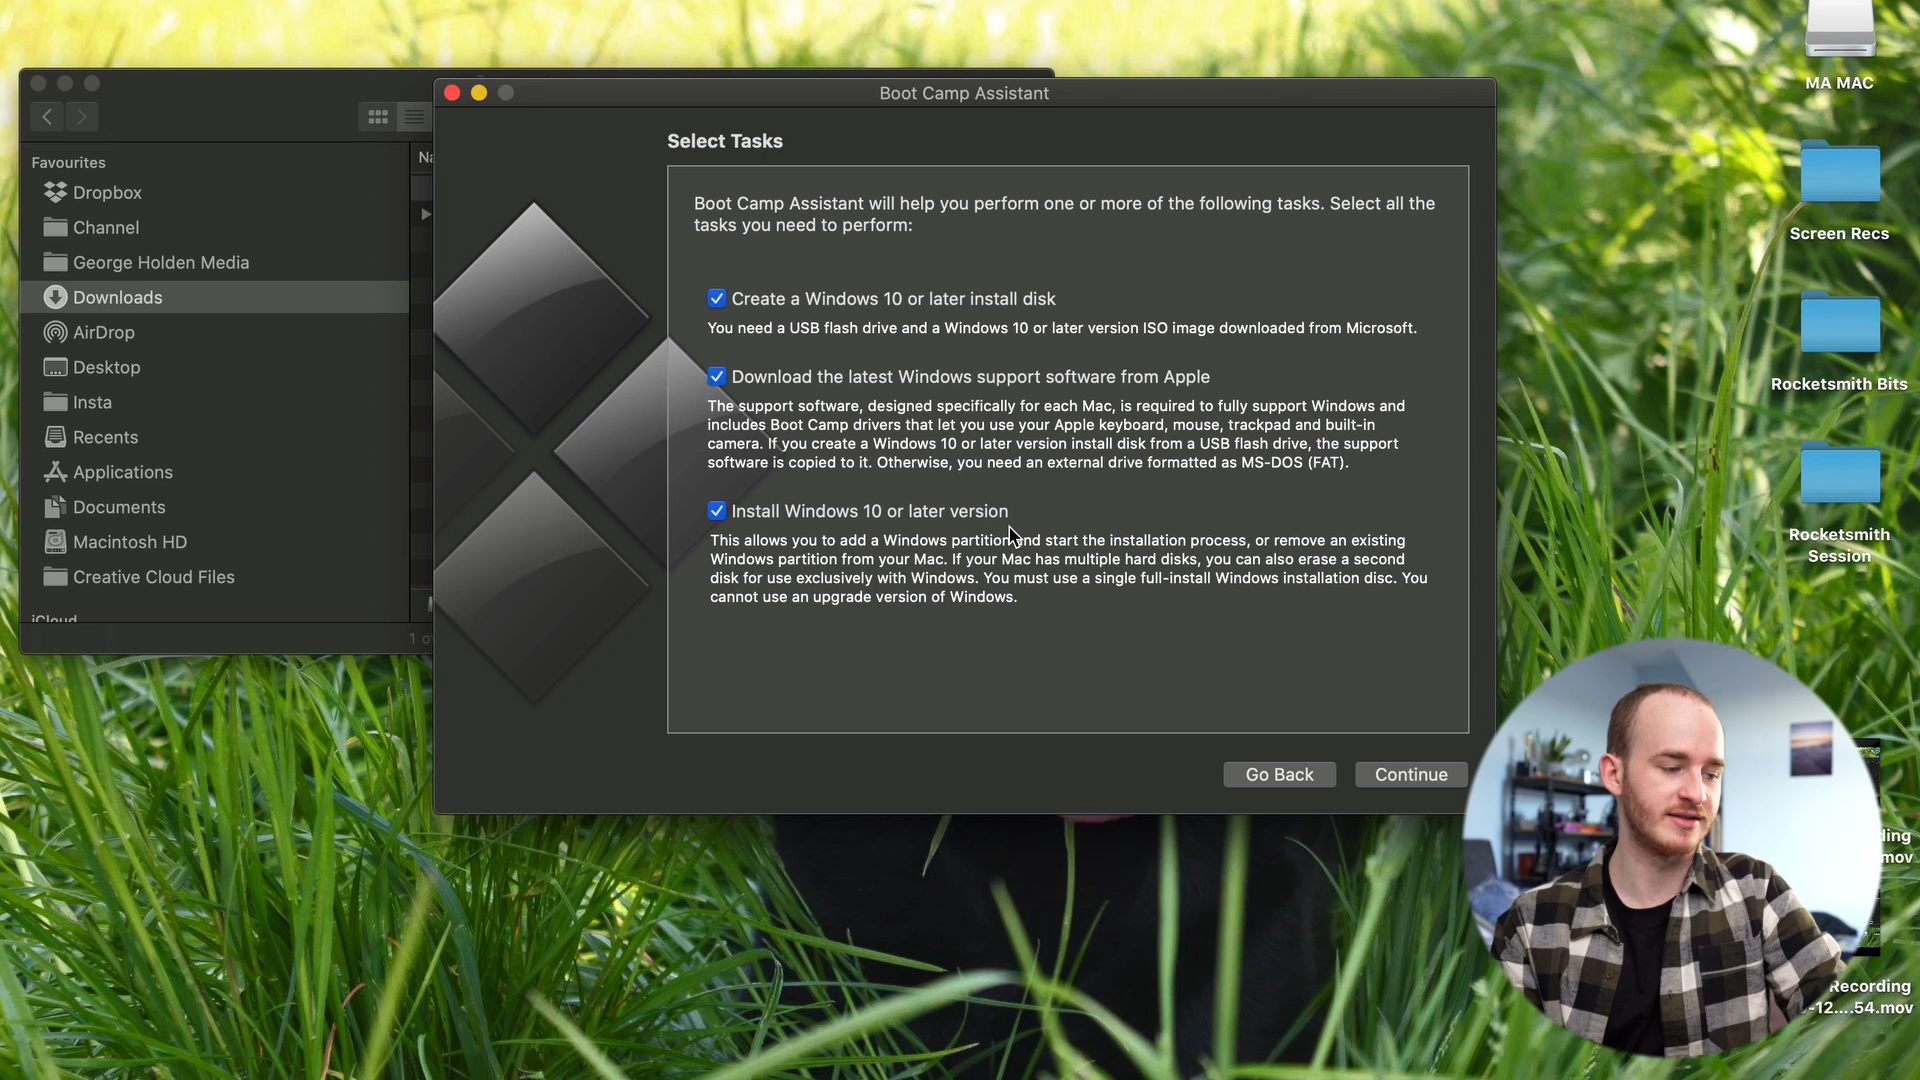 Boot Camp Assistant
MA MAC
Select Tasks
Favourites
Dropbox
Channel
George Holden Media
Downloads
AirDrop
Desktop
Insta
Recents
Applications
Documents
Macintosh HD
Creative Cloud Files
iCloud
Na
1 o
Boot Camp Assistant will help you perform one or more of the following tasks. Select all the
tasks you need to perform:
Create a Windows 10 or later install disk
You need a USB flash drive and a Windows 10 or later version ISO image downloaded from Microsoft.
Download the latest Windows support software from Apple
The support software, designed specifically for each Mac, is required to fully support Windows and
includes Boot Camp drivers that let you use your Apple keyboard, mouse, trackpad and built-in
camera. If you create a Windows 10 or later version install disk from a USB flash drive, the support
software is copied to it. Otherwise, you need an external drive formatted as MS-DOS (FAT).
Install Windows 10 or later version
This allows you to add a Windows partition and start the installation process, or remove an existing
Windows partition from your Mac. If your Mac has multiple hard disks, you can also erase a second
disk for use exclusively with Windows. You must use a single full-install Windows installation disc. You
cannot use an upgrade version of Windows.
Go Back
Continue
Screen Recs
Rocketsmith Bits
Rocketsmith
Session
ding
.mov
Recording
-12....54.mov